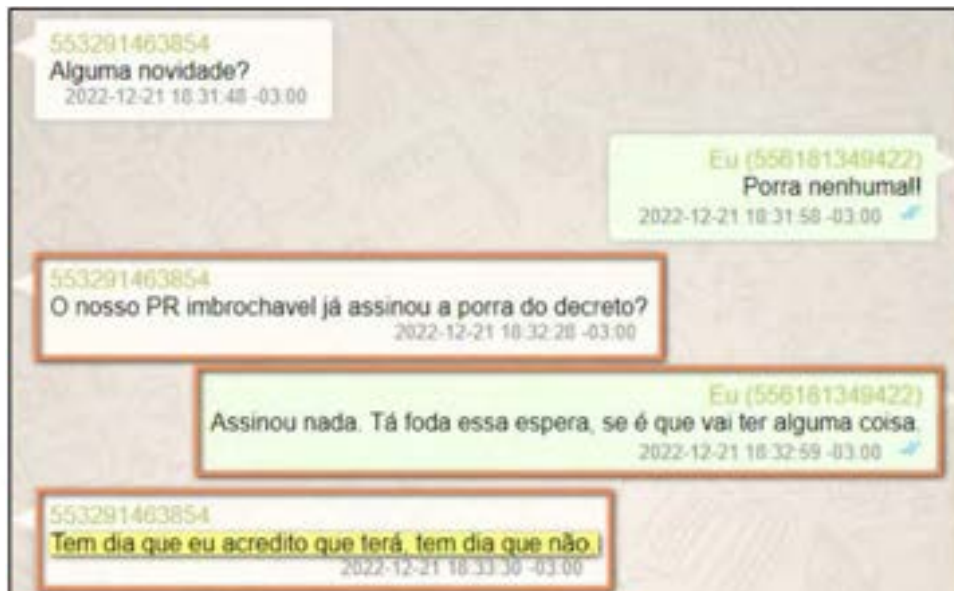 553291463854
Alguma novidade?
2022-12-21 18:31:48 -03:00
Eu (556181349422)
Porra nenhuma!!
2022-12-21 18:31:58 -03:00
553291463854
O nosso PR imbrochavel já assinou a porra do decreto?
2022-12-21 18:32:28 -03:00
Eu (556181349422)
Assinou nada. Tá foda essa espera, se é que vai ter alguma coisa.
2022-12-21 18:32:59 -03:00
553291463854
Tem dia que eu acredito que terá, tem dia que não.
2022-12-21 18:33:30 -03:00